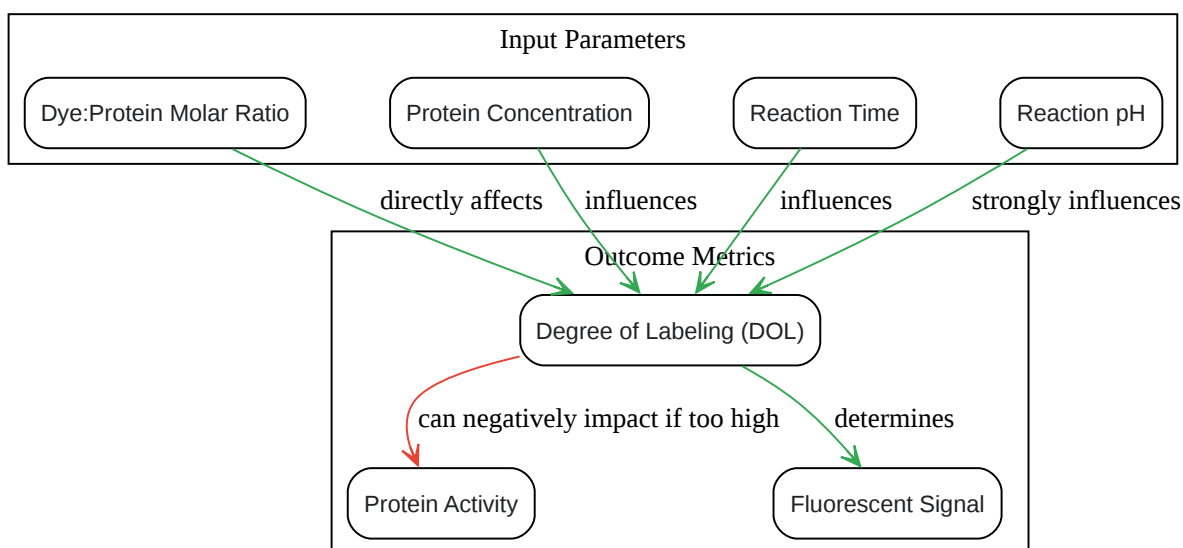 Input Parameters
Dye:Protein Molar Ratio
Protein Concentration
Reaction Time
Reaction pH
directly affects
influences
influences
strongly influences
Outcome Metrics
Degree of Labeling (DOL)
can negatively impact if too high
determines
Protein Activity
Fluorescent Signal